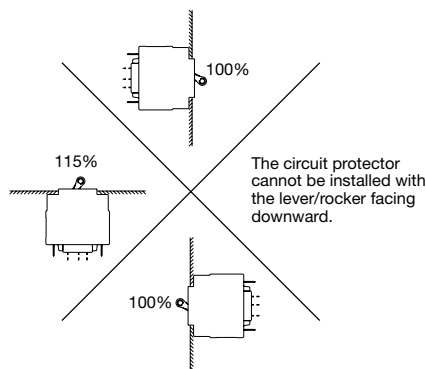 100%
115%
The circuit protector
cannot be installed with
the lever/rocker facing
downward.
100%